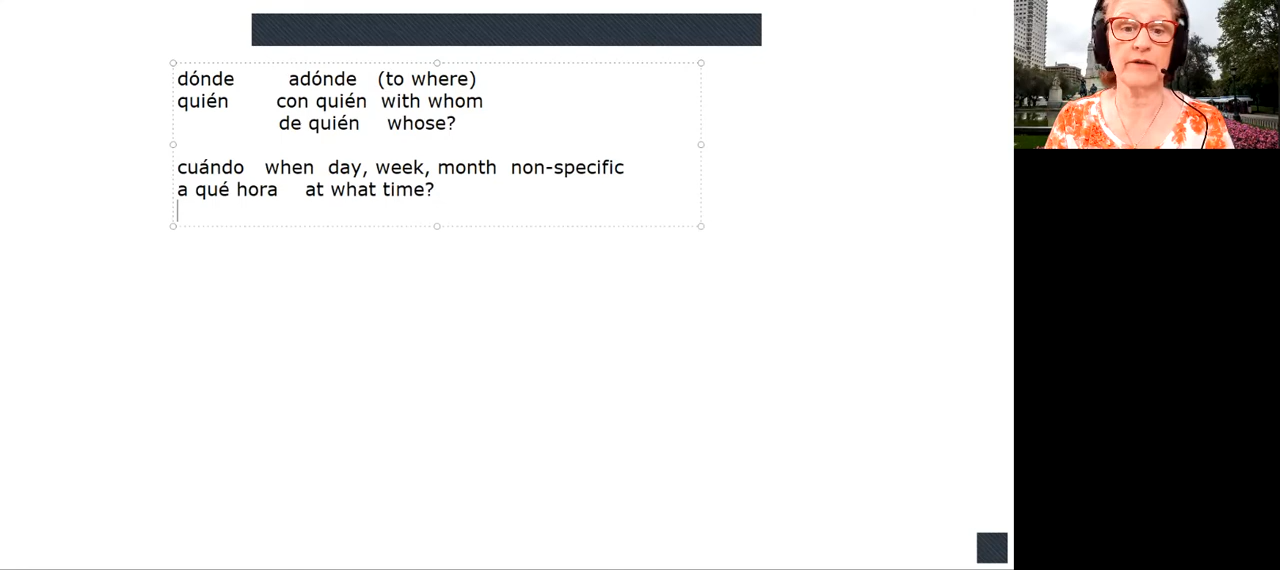 dónde adónde (to where)
quién con quién with whom
de quién whose?
cuándo when day, week, month non-specific
a qué hora at what time?